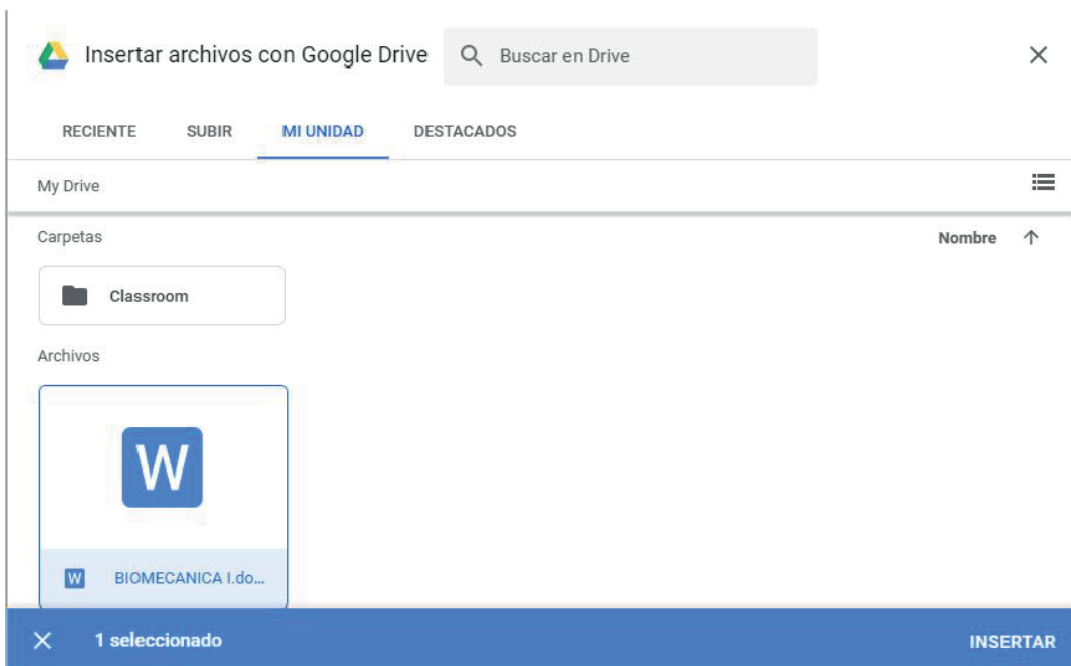 Insertar archivos con Google Drive Buscar en Drive
RECIENTE SUBIR MI UNIDAD DESTACADOS
My Drive
Carpetas Nombre
Classroom
Archivos
W
W BIOMECANICA I.do...
1 seleccionado INSERTAR